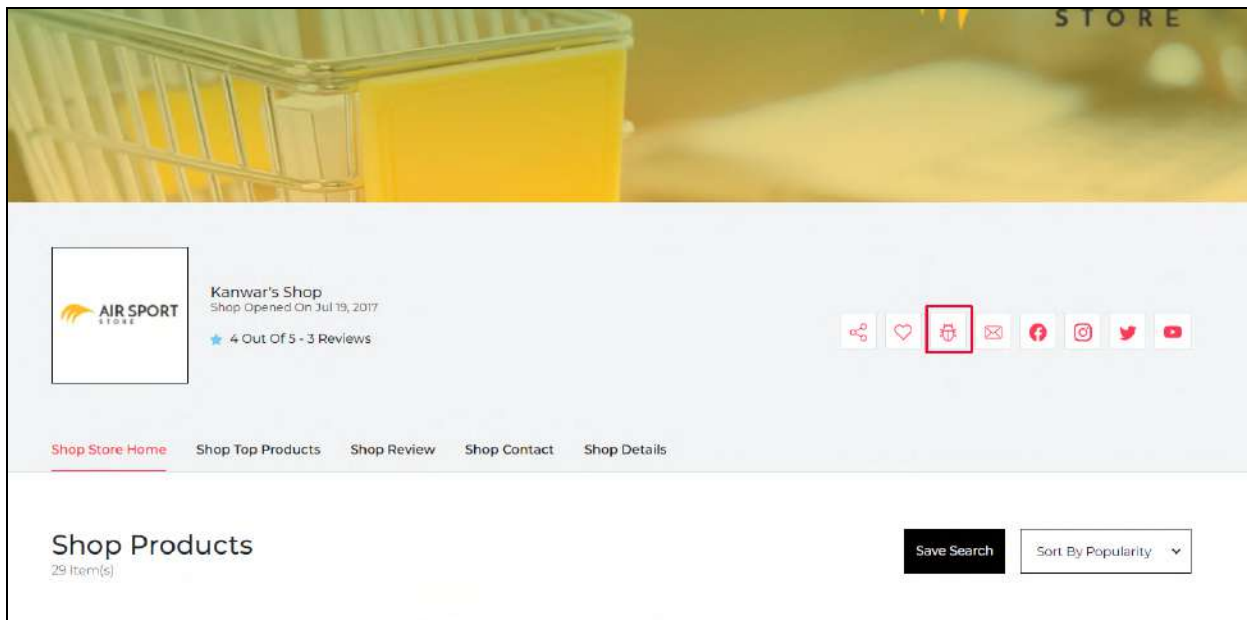 STORE
AIR SPORT
STORE
Kanwar's Shop
Shop Opened On Jul 19, 2017
4 Out Of 5 - 3 Reviews
Shop Store Home
Shop Top Products
Shop Review
Shop Contact
Shop Details
Shop Products
29 Item(s)
Save Search
Sort By Popularity